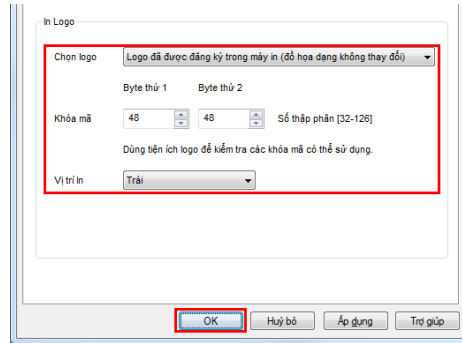 In Logo
Chọn logo Logo đã được đăng ký trong máy in (đồ họa dạng không thay đổi)
Byte thứ 1 Byte thứ 2
Khóa mã 48 48 Số thập phân [32-126]
Dùng tiện ích logo để kiểm tra các khóa mã có thể sử dụng.
Vị trí In Trái
OK Huỷ bỏ Áp dụng Trợ giúp